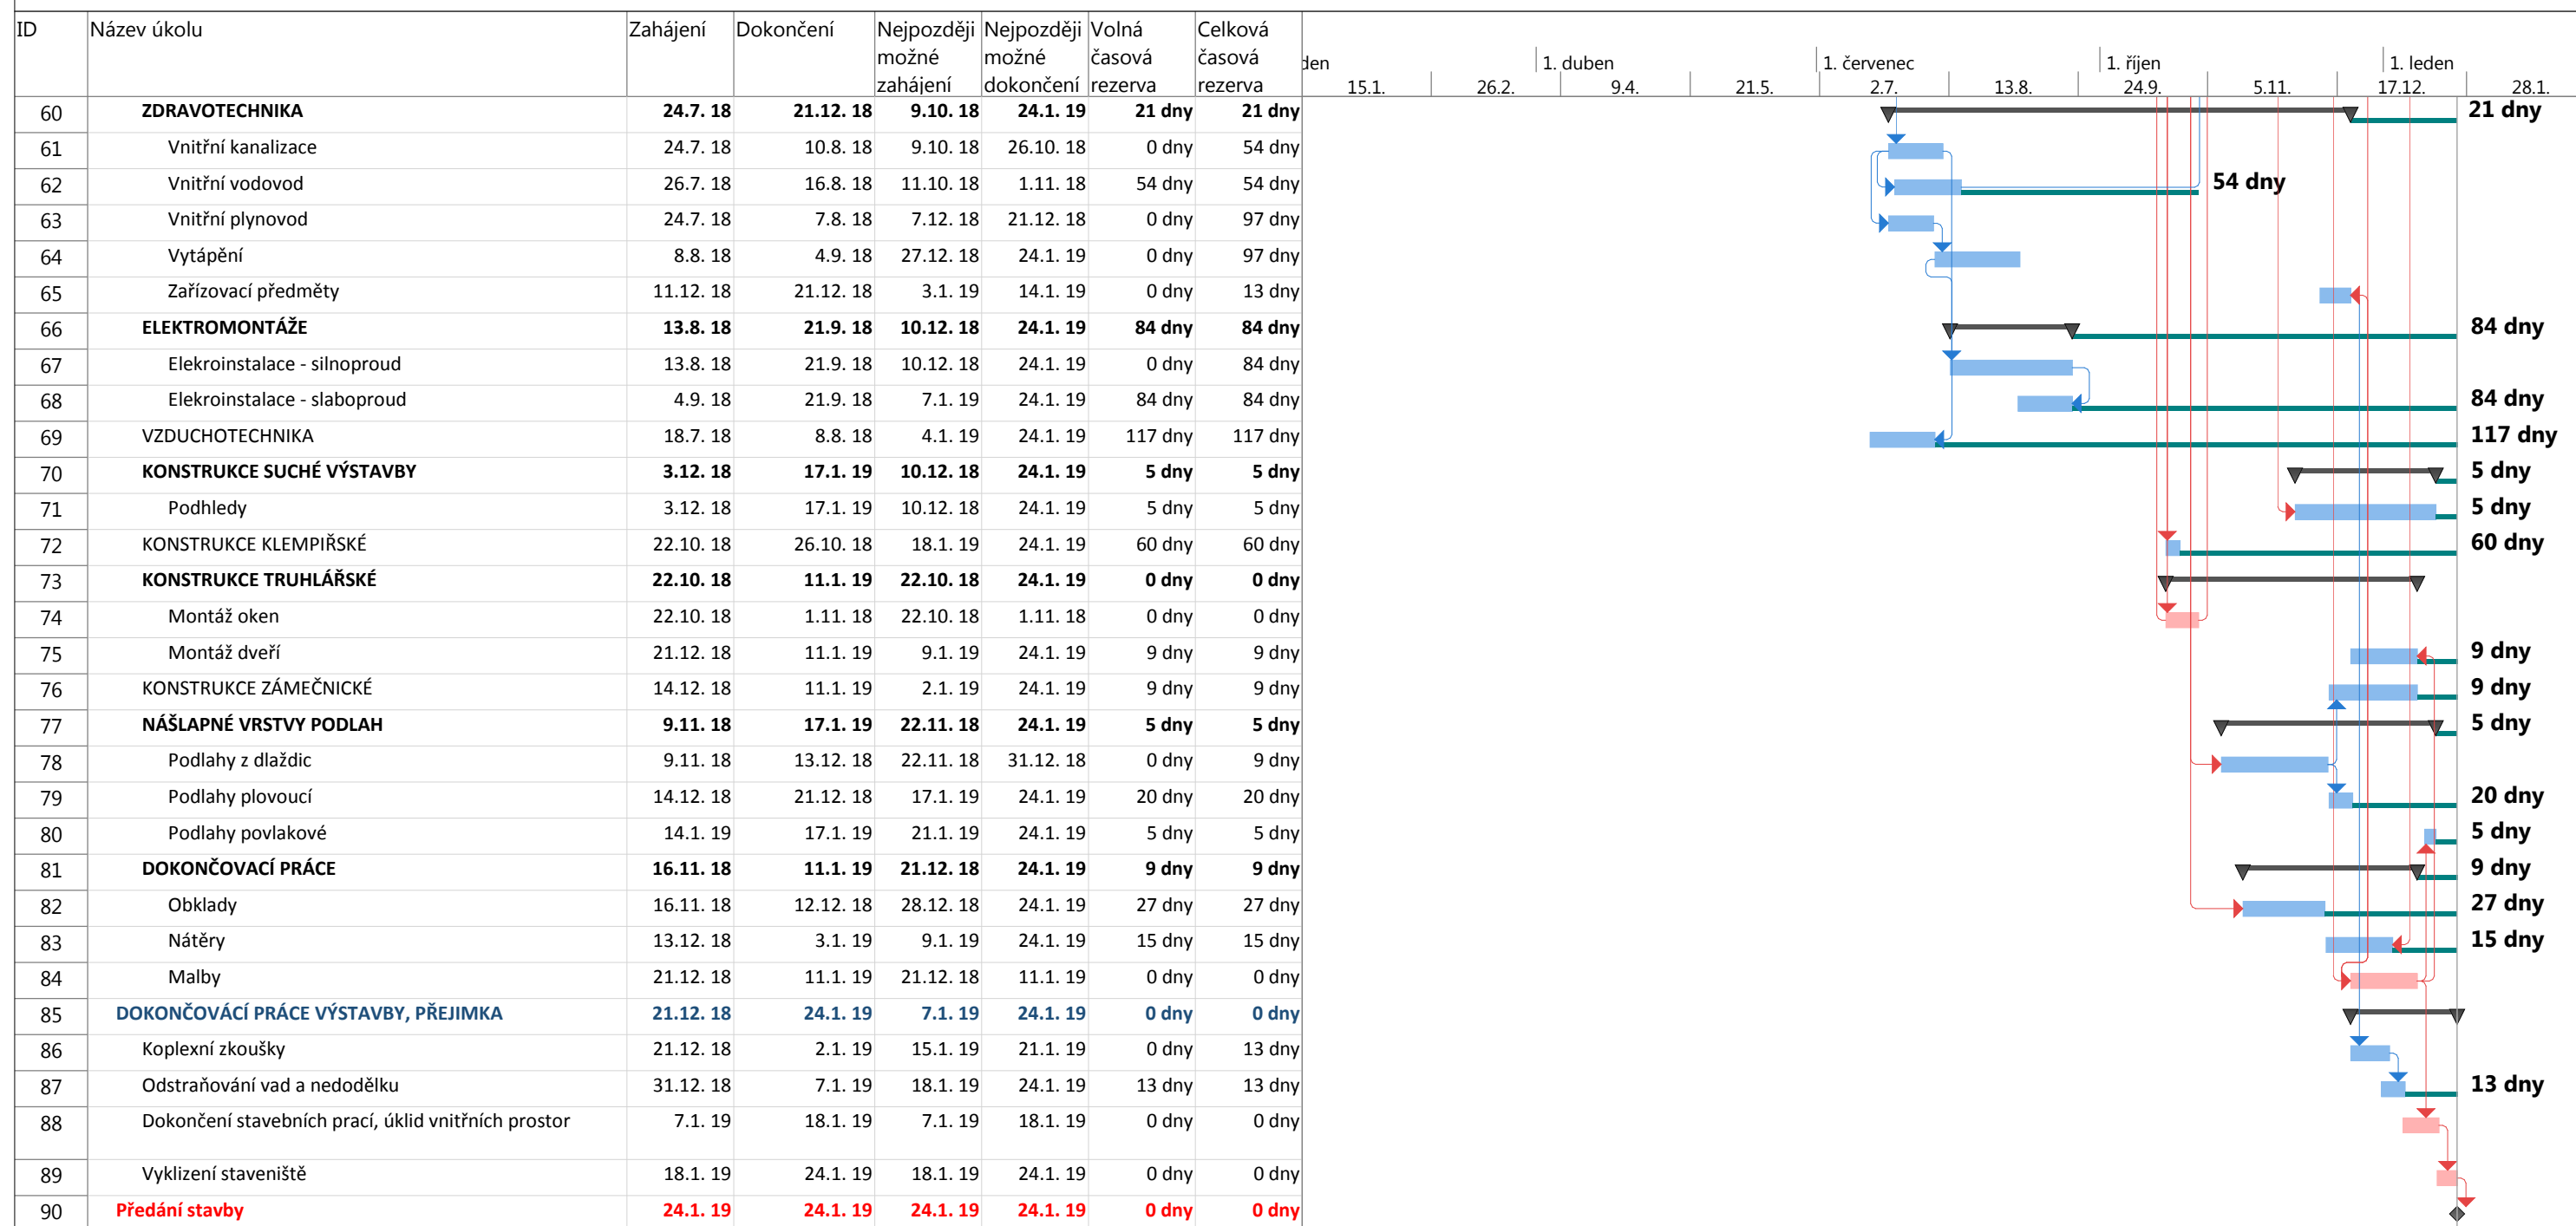 ID Název úkolu Zahájení Dokončení Nejpozději možné zahájení Nejpozději možné dokončení Volná časová rezerva Celková časová rezerva
den 1. duben 1. červenec 1. říjen 1. leden
15.1. 26.2. 9.4. 21.5. 2.7. 13.8. 24.9. 5.11. 17.12. 28.1.
60 ZDRAVOTECHNIKA 24.7. 18 21.12. 18 9.10. 18 24.1. 19 21 dny 21 dny 21 dny
61 Vnitřní kanalizace 24.7. 18 10.8. 18 9.10. 18 26.10. 18 0 dny 54 dny
62 Vnitřní vodovod 26.7. 18 16.8. 18 11.10. 18 1.11. 18 54 dny 54 dny 54 dny
63 Vnitřní plynovod 24.7. 18 7.8. 18 7.12. 18 21.12. 18 0 dny 97 dny
64 Vytápění 8.8. 18 4.9. 18 27.12. 18 24.1. 19 0 dny 97 dny
65 Zařízovací předměty 11.12. 18 21.12. 18 3.1. 19 14.1. 19 0 dny 13 dny
66 ELEKTROMONTÁŽE 13.8. 18 21.9. 18 10.12. 18 24.1. 19 84 dny 84 dny 84 dny
67 Elekroinstalace - silnoproud 13.8. 18 21.9. 18 10.12. 18 24.1. 19 0 dny 84 dny
68 Elekroinstalace - slaboproud 4.9. 18 21.9. 18 7.1. 19 24.1. 19 84 dny 84 dny 84 dny
69 VZDUCHOTECHNIKA 18.7. 18 8.8. 18 4.1. 19 24.1. 19 117 dny 117 dny 117 dny
70 KONSTRUKCE SUCHÉ VÝSTAVBY 3.12. 18 17.1. 19 10.12. 18 24.1. 19 5 dny 5 dny 5 dny
71 Podhledy 3.12. 18 17.1. 19 10.12. 18 24.1. 19 5 dny 5 dny 5 dny
72 KONSTRUKCE KLEMPIŘSKÉ 22.10. 18 26.10. 18 18.1. 19 24.1. 19 60 dny 60 dny 60 dny
73 KONSTRUKCE TRUHLÁŘSKÉ 22.10. 18 11.1. 19 22.10. 18 24.1. 19 0 dny 0 dny
74 Montáž oken 22.10. 18 1.11. 18 22.10. 18 1.11. 18 0 dny 0 dny
75 Montáž dveří 21.12. 18 11.1. 19 9.1. 19 24.1. 19 9 dny 9 dny 9 dny
76 KONSTRUKCE ZÁMEČNICKÉ 14.12. 18 11.1. 19 2.1. 19 24.1. 19 9 dny 9 dny 9 dny
77 NÁŠLAPNÉ VRSTVY PODLAH 9.11. 18 17.1. 19 22.11. 18 24.1. 19 5 dny 5 dny 5 dny
78 Podlahy z dlaždic 9.11. 18 13.12. 18 22.11. 18 31.12. 18 0 dny 9 dny
79 Podlahy plovoucí 14.12. 18 21.12. 18 17.1. 19 24.1. 19 20 dny 20 dny 20 dny
80 Podlahy povlakové 14.1. 19 17.1. 19 21.1. 19 24.1. 19 5 dny 5 dny 5 dny
81 DOKONČOVACÍ PRÁCE 16.11. 18 11.1. 19 21.12. 18 24.1. 19 9 dny 9 dny 9 dny
82 Obklady 16.11. 18 12.12. 18 28.12. 18 24.1. 19 27 dny 27 dny 27 dny
83 Nátěry 13.12. 18 3.1. 19 9.1. 19 24.1. 19 15 dny 15 dny 15 dny
84 Malby 21.12. 18 11.1. 19 21.12. 18 11.1. 19 0 dny 0 dny
85 DOKONČOVÁCÍ PRÁCE VÝSTAVBY, PŘEJIMKA 21.12. 18 24.1. 19 7.1. 19 24.1. 19 0 dny 0 dny
86 Koplexní zkoušky 21.12. 18 2.1. 19 15.1. 19 21.1. 19 0 dny 13 dny
87 Odstraňování vad a nedodělku 31.12. 18 7.1. 19 18.1. 19 24.1. 19 13 dny 13 dny 13 dny
88 Dokončení stavebních prací, úklid vnitřních prostor 7.1. 19 18.1. 19 7.1. 19 18.1. 19 0 dny 0 dny
89 Vyklizení staveniště 18.1. 19 24.1. 19 18.1. 19 24.1. 19 0 dny 0 dny
90 Předání stavby 24.1. 19 24.1. 19 24.1. 19 24.1. 19 0 dny 0 dny